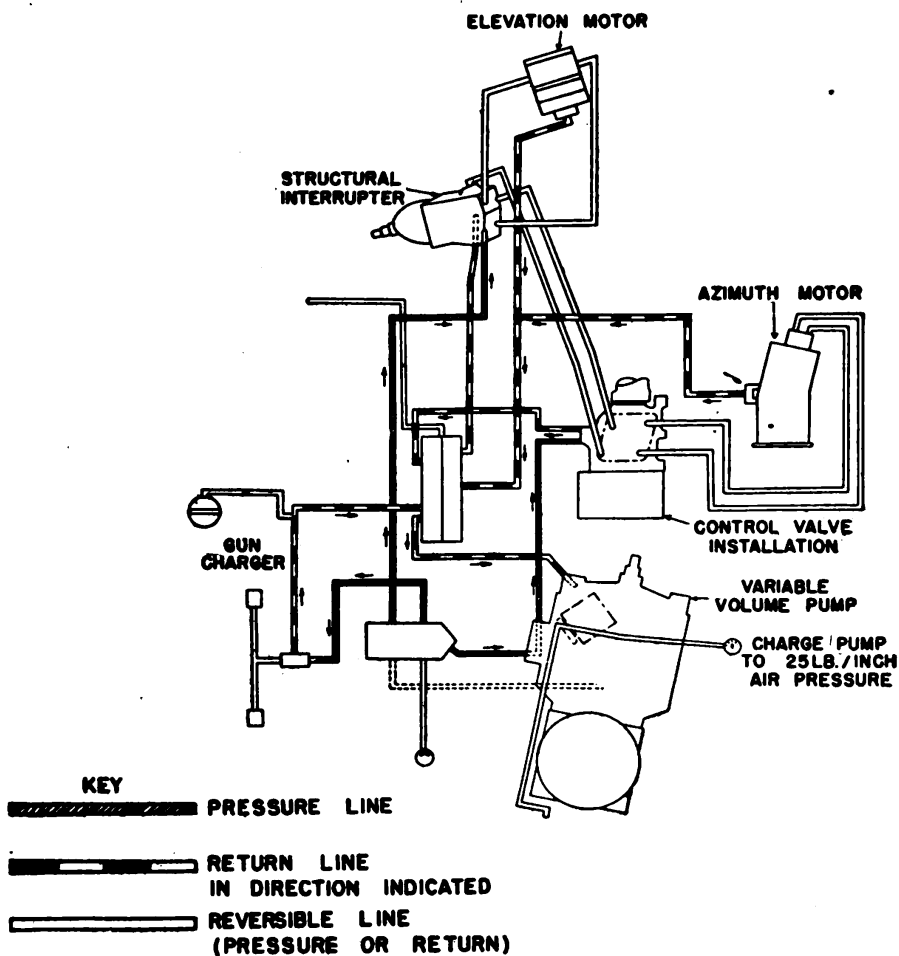 ELEVATION MOTOR
STRUCTURAL
INTERRUPTER
AZIMUTH MOTOR
GUN
CHARGER
CONTROL VALVE
INSTALLATION
VARIABLE
VOLUME PUMP
CHARGE PUMP
TO 25LB./INCH
AIR PRESSURE
KEY
PRESSURE LINE
RETURN LINE
IN DIRECTION INDICATED
REVERSIBLE LINE
(PRESSURE OR RETURN)